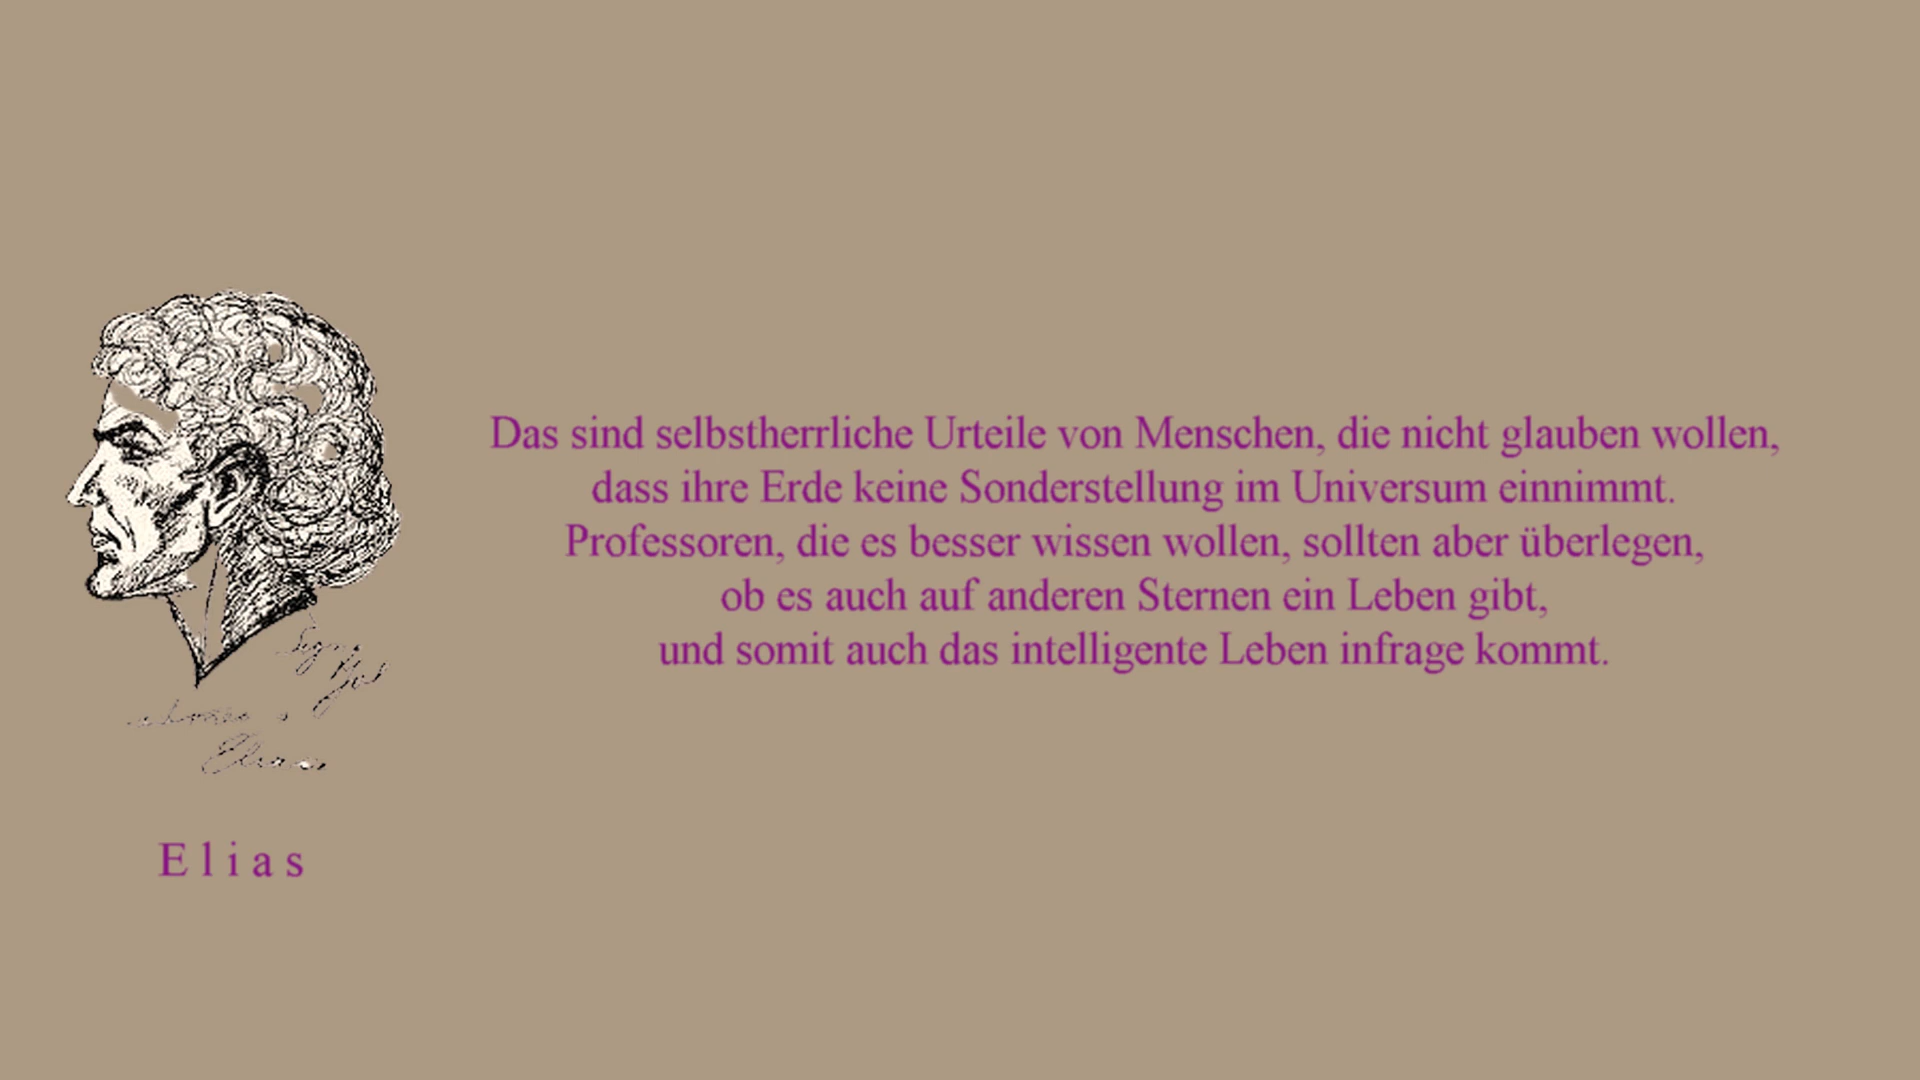 Das sind selbstherrliche Urteile von Menschen, die nicht glauben wollen,
dass ihre Erde keine Sonderstellung im Universum einnimmt.
Professoren, die es besser wissen wollen, sollten aber überlegen,
ob es auch auf anderen Sternen ein Leben gibt,
und somit auch das intelligente Leben infrage kommt.
Elias